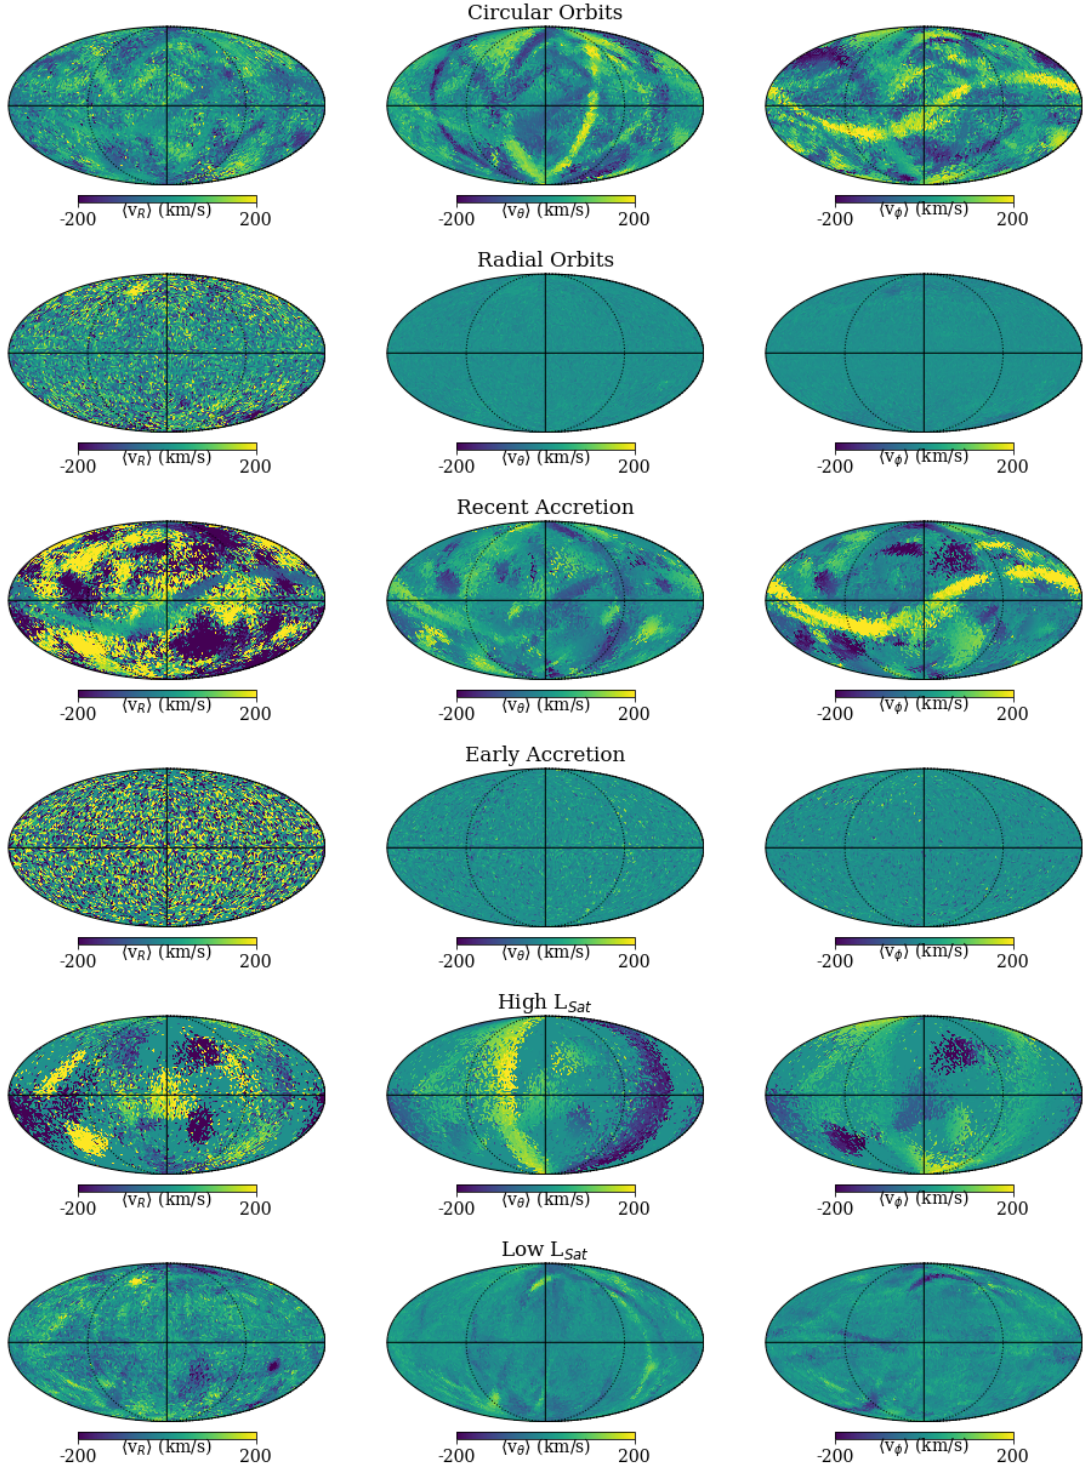 Circular Orbits
⟨v_R⟩ (km/s) ⟨v_θ⟩ (km/s) ⟨v_ϕ⟩ (km/s)
-200 200 -200 200 -200 200
Radial Orbits
⟨v_R⟩ (km/s) ⟨v_θ⟩ (km/s) ⟨v_ϕ⟩ (km/s)
-200 200 -200 200 -200 200
Recent Accretion
⟨v_R⟩ (km/s) ⟨v_θ⟩ (km/s) ⟨v_ϕ⟩ (km/s)
-200 200 -200 200 -200 200
Early Accretion
⟨v_R⟩ (km/s) ⟨v_θ⟩ (km/s) ⟨v_ϕ⟩ (km/s)
-200 200 -200 200 -200 200
High L_Sat
⟨v_R⟩ (km/s) ⟨v_θ⟩ (km/s) ⟨v_ϕ⟩ (km/s)
-200 200 -200 200 -200 200
Low L_Sat
⟨v_R⟩ (km/s) ⟨v_θ⟩ (km/s) ⟨v_ϕ⟩ (km/s)
-200 200 -200 200 -200 200